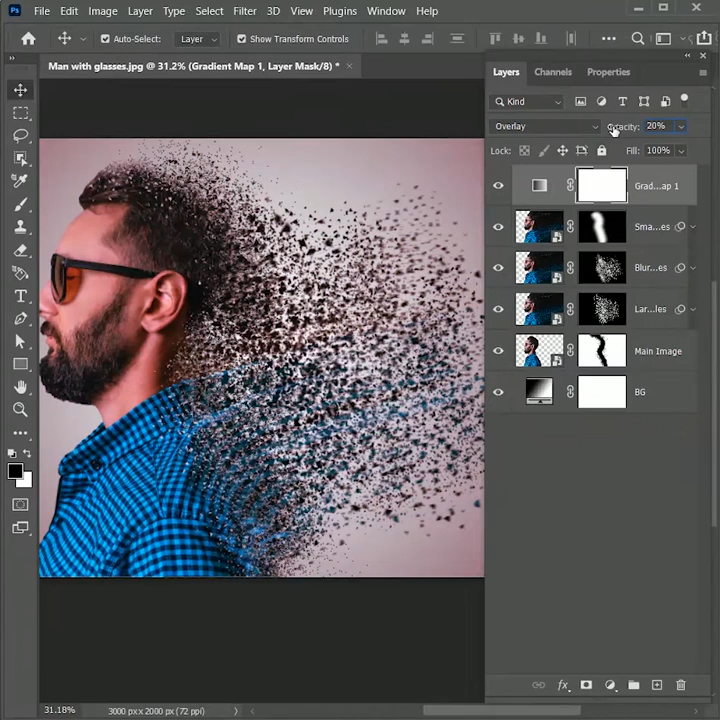 Ps File Edit Image Layer Type Select Filter 3D View Plugins Window Help
Auto-Select: Layer Show Transform Controls
Man with glasses.jpg @ 31.2% (Gradient Map 1, Layer Mask/8) *
Layers Channels Properties
Kind
Overlay Opacity: 20%
Lock: Fill: 100%
Grad...ap 1
Sma...es
Blur...es
Lar...les
Main Image
BG
fx
31.18% 3000 px x 2000 px (72 ppi)